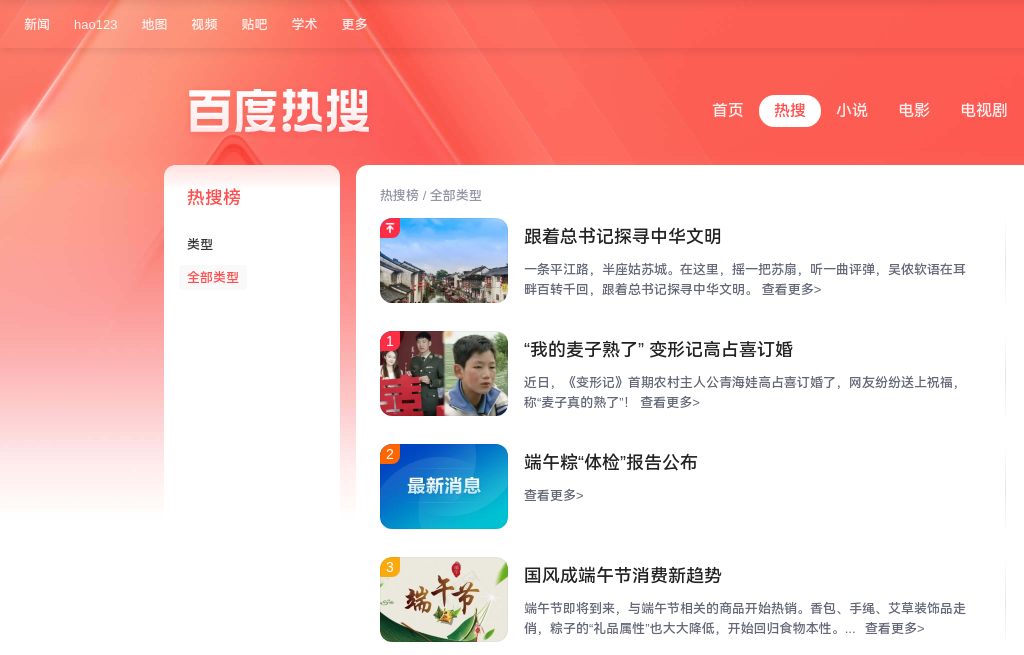 新闻 hao123 地图 视频 贴吧 学术 更多
百度热搜
首页 热搜 小说 电影 电视剧
热搜榜
类型
全部类型
热搜榜 / 全部类型
跟着总书记探寻中华文明
一条平江路，半座姑苏城。在这里，摇一把苏扇，听一曲评弹，吴侬软语在耳
畔百转千回，跟着总书记探寻中华文明。 查看更多>
1
“我的麦子熟了” 变形记高占喜订婚
近日，《变形记》首期农村主人公青海娃高占喜订婚了，网友纷纷送上祝福，
称“麦子真的熟了”！ 查看更多>
2
最新消息
端午粽“体检”报告公布
查看更多>
3
端午节
国风成端午节消费新趋势
端午节即将到来，与端午节相关的商品开始热销。香包、手绳、艾草装饰品走
俏，粽子的“礼品属性”也大大降低，开始回归食物本性。... 查看更多>